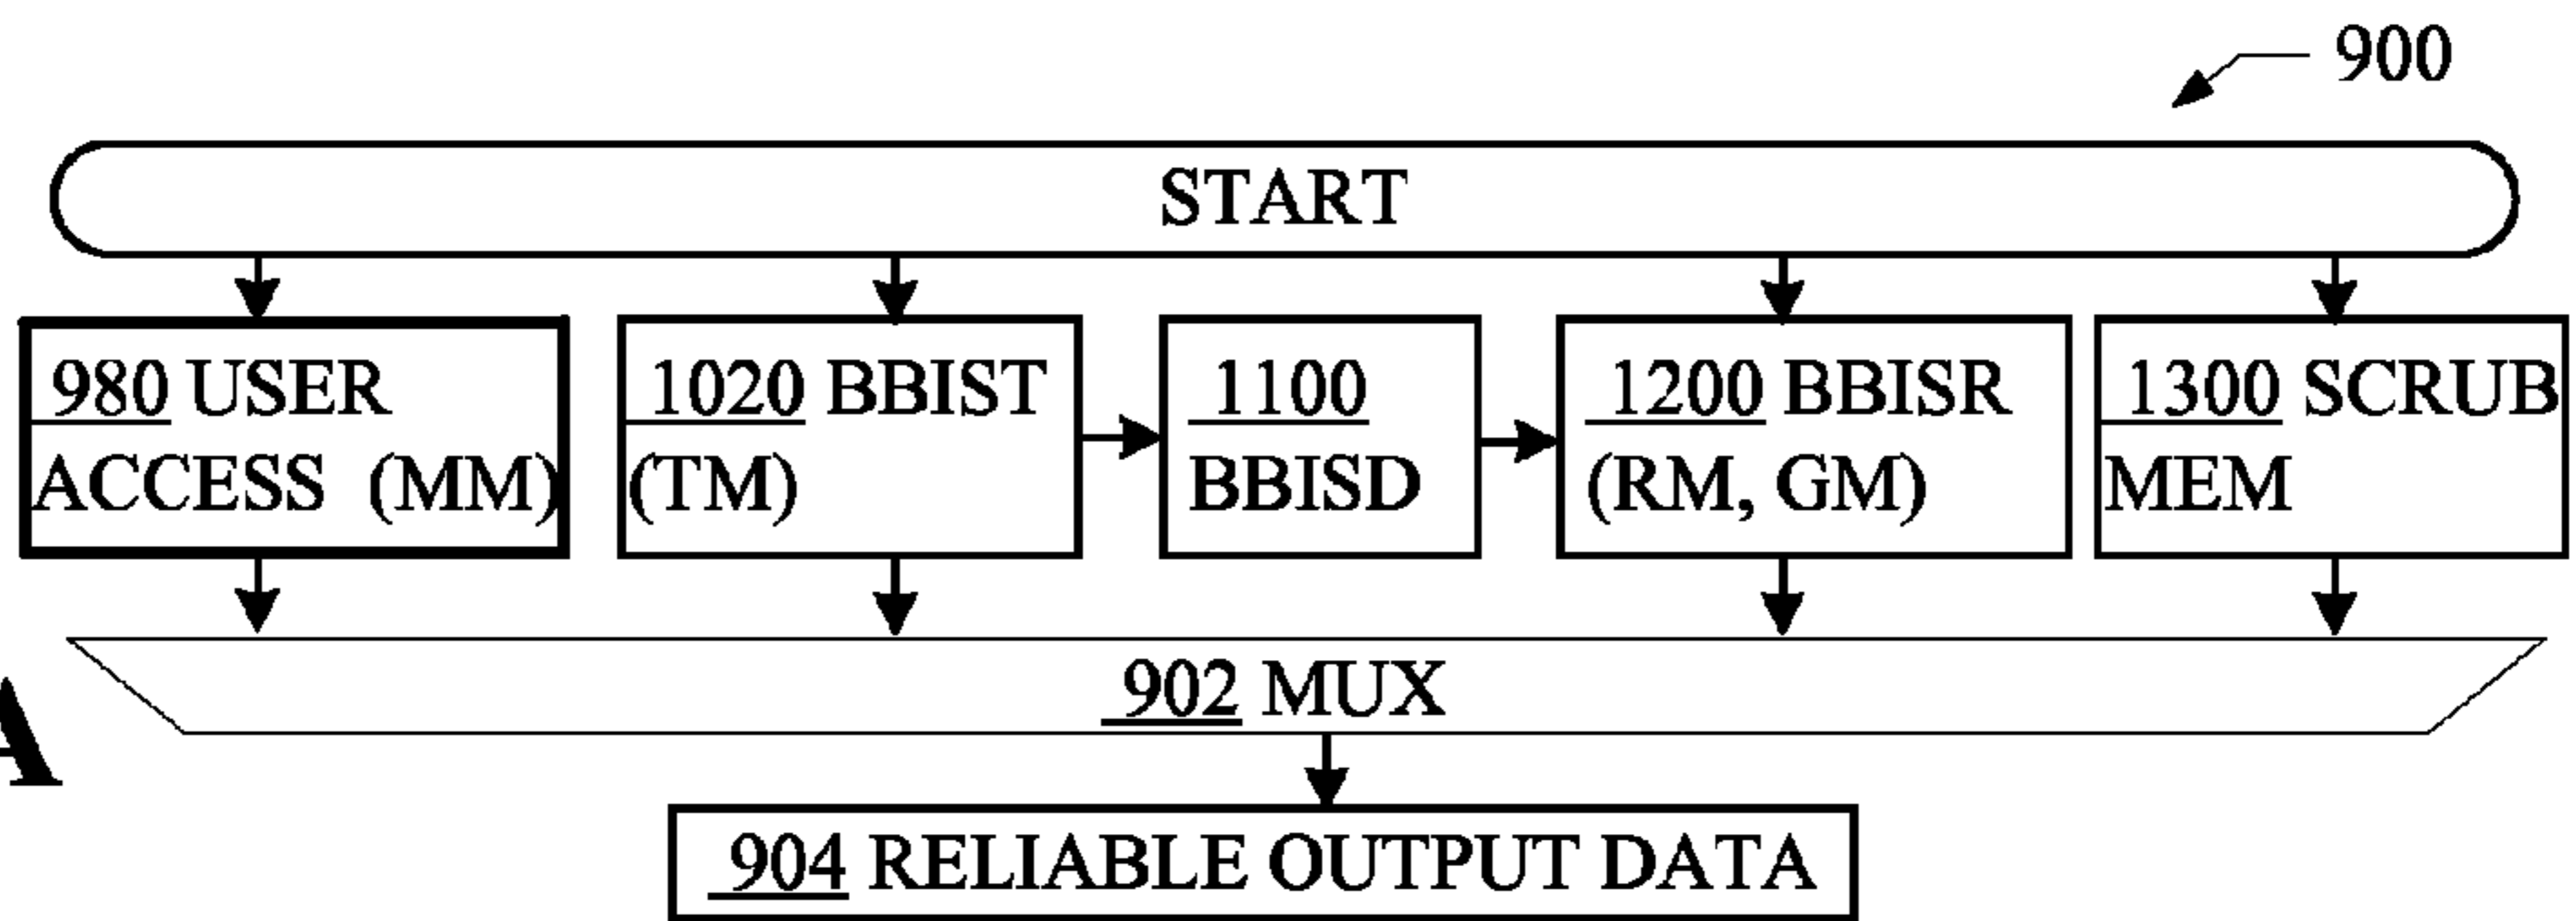 900
START
980 USER
ACCESS (MM)
1020 BBIST
(TM)
1100
BBISD
1200 BBISR
(RM, GM)
1300 SCRUB
MEM
902 MUX
A
904 RELIABLE OUTPUT DATA